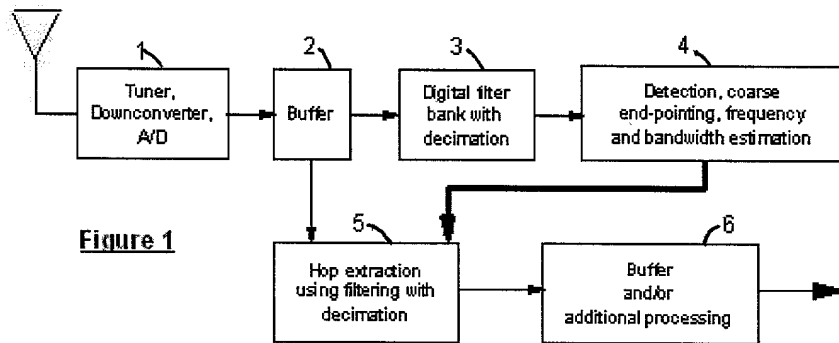 1
Tuner,
Downconverter,
A/D
2
Buffer
3
Digital filter
bank with
decimation
4
Detection, coarse
end-pointing, frequency
and bandwidth estimation
Figure 1
5
Hop extraction
using filtering with
decimation
6
Buffer
and/or
additional processing